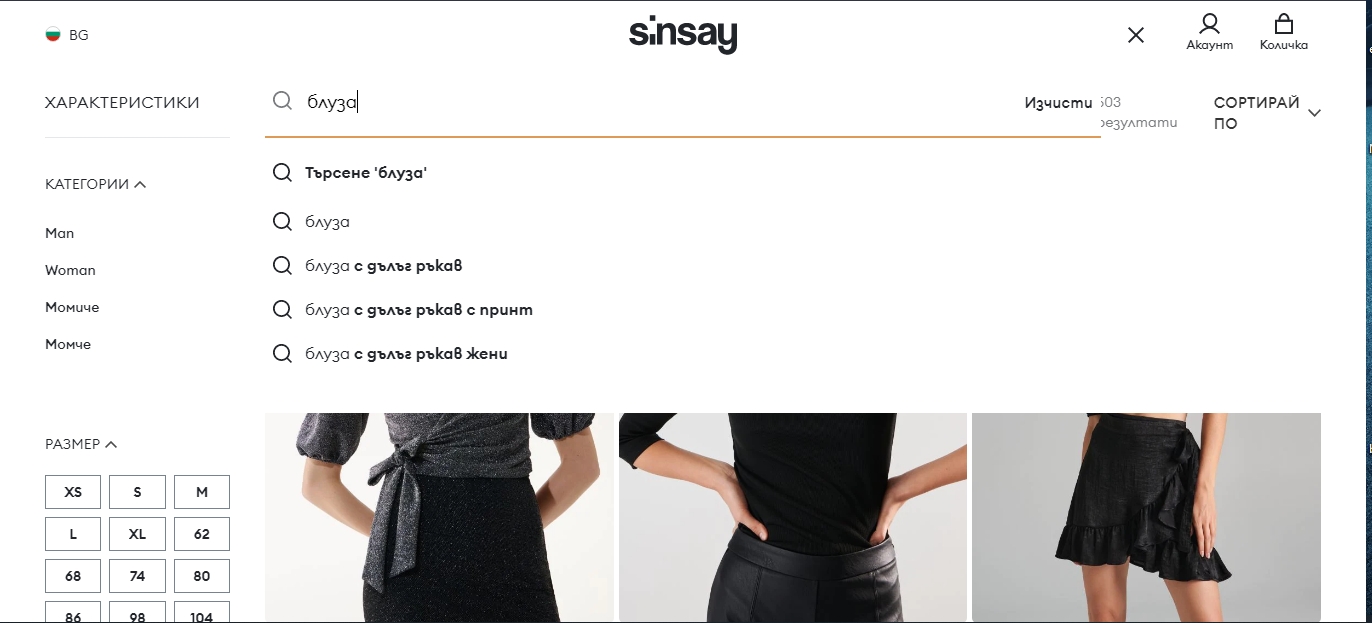 BG
sinsay
Акаунт
Количка
ХАРАКТЕРИСТИКИ
блуза
Изчисти
503
резултати
СОРТИРАЙ
ПО
Търсене 'блуза'
КАТЕГОРИИ
блуза
Man
блуза с дълъг ръкав
Woman
Момиче
блуза с дълъг ръкав с принт
Момче
блуза с дълъг ръкав жени
РАЗМЕР
XS S M
L XL 62
68 74 80
86 98 104